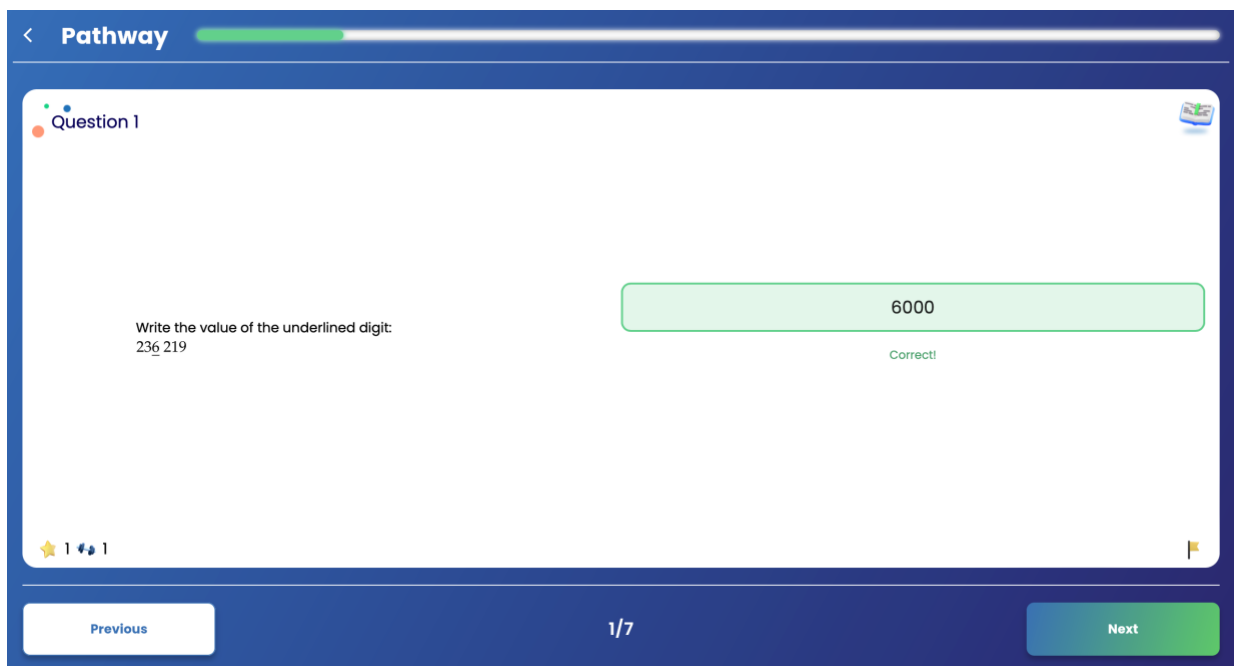 Pathway
Question 1
Write the value of the underlined digit:
236 219
6000
Correct!
1 1
Previous
1/7
Next